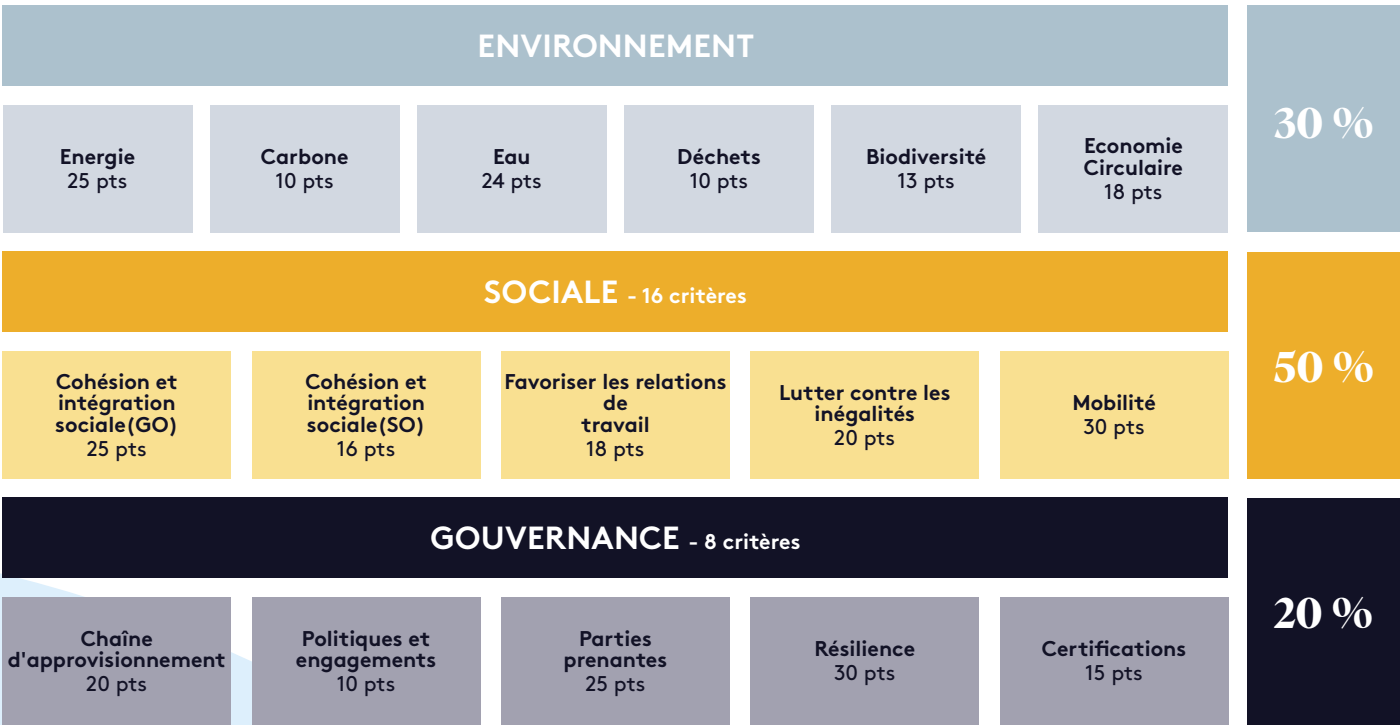 ENVIRONNEMENT
30 %
Energie
25 pts
Carbone
10 pts
Eau
24 pts
Déchets
10 pts
Biodiversité
13 pts
Economie
Circulaire
18 pts
SOCIALE - 16 critères
50 %
Cohésion et
intégration
sociale(GO)
25 pts
Cohésion et
intégration
sociale(SO)
16 pts
Favoriser les relations
de
travail
18 pts
Lutter contre les
inégalités
20 pts
Mobilité
30 pts
GOUVERNANCE - 8 critères
20 %
Chaîne
d'approvisionnement
20 pts
Politiques et
engagements
10 pts
Parties
prenantes
25 pts
Résilience
30 pts
Certifications
15 pts